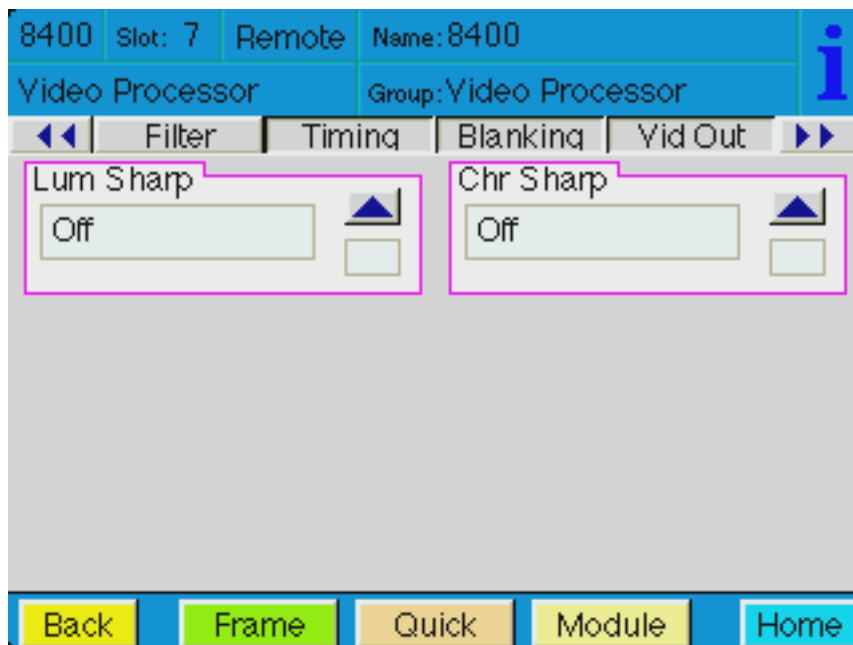 8400 Slot: 7 Remote Name: 8400
Video Processor Group: Video Processor
Filter Timing Blanking Vid Out
Lum Sharp Chr Sharp
Off Off
Back Frame Quick Module Home